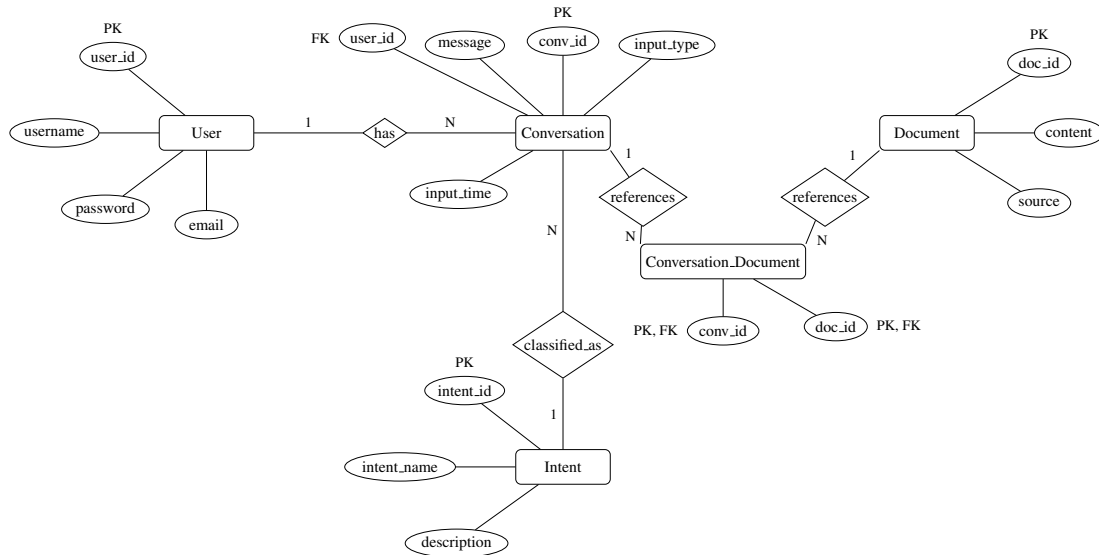 PK
user_id
username
User
password
email
1
has
N
FK
user_id
message
PK
conv_id
input_type
Conversation
input_time
1
references
N
PK
doc_id
Document
content
source
1
references
N
Conversation_Document
PK, FK
conv_id
doc_id
PK, FK
N
classified_as
1
PK
intent_id
intent_name
Intent
description